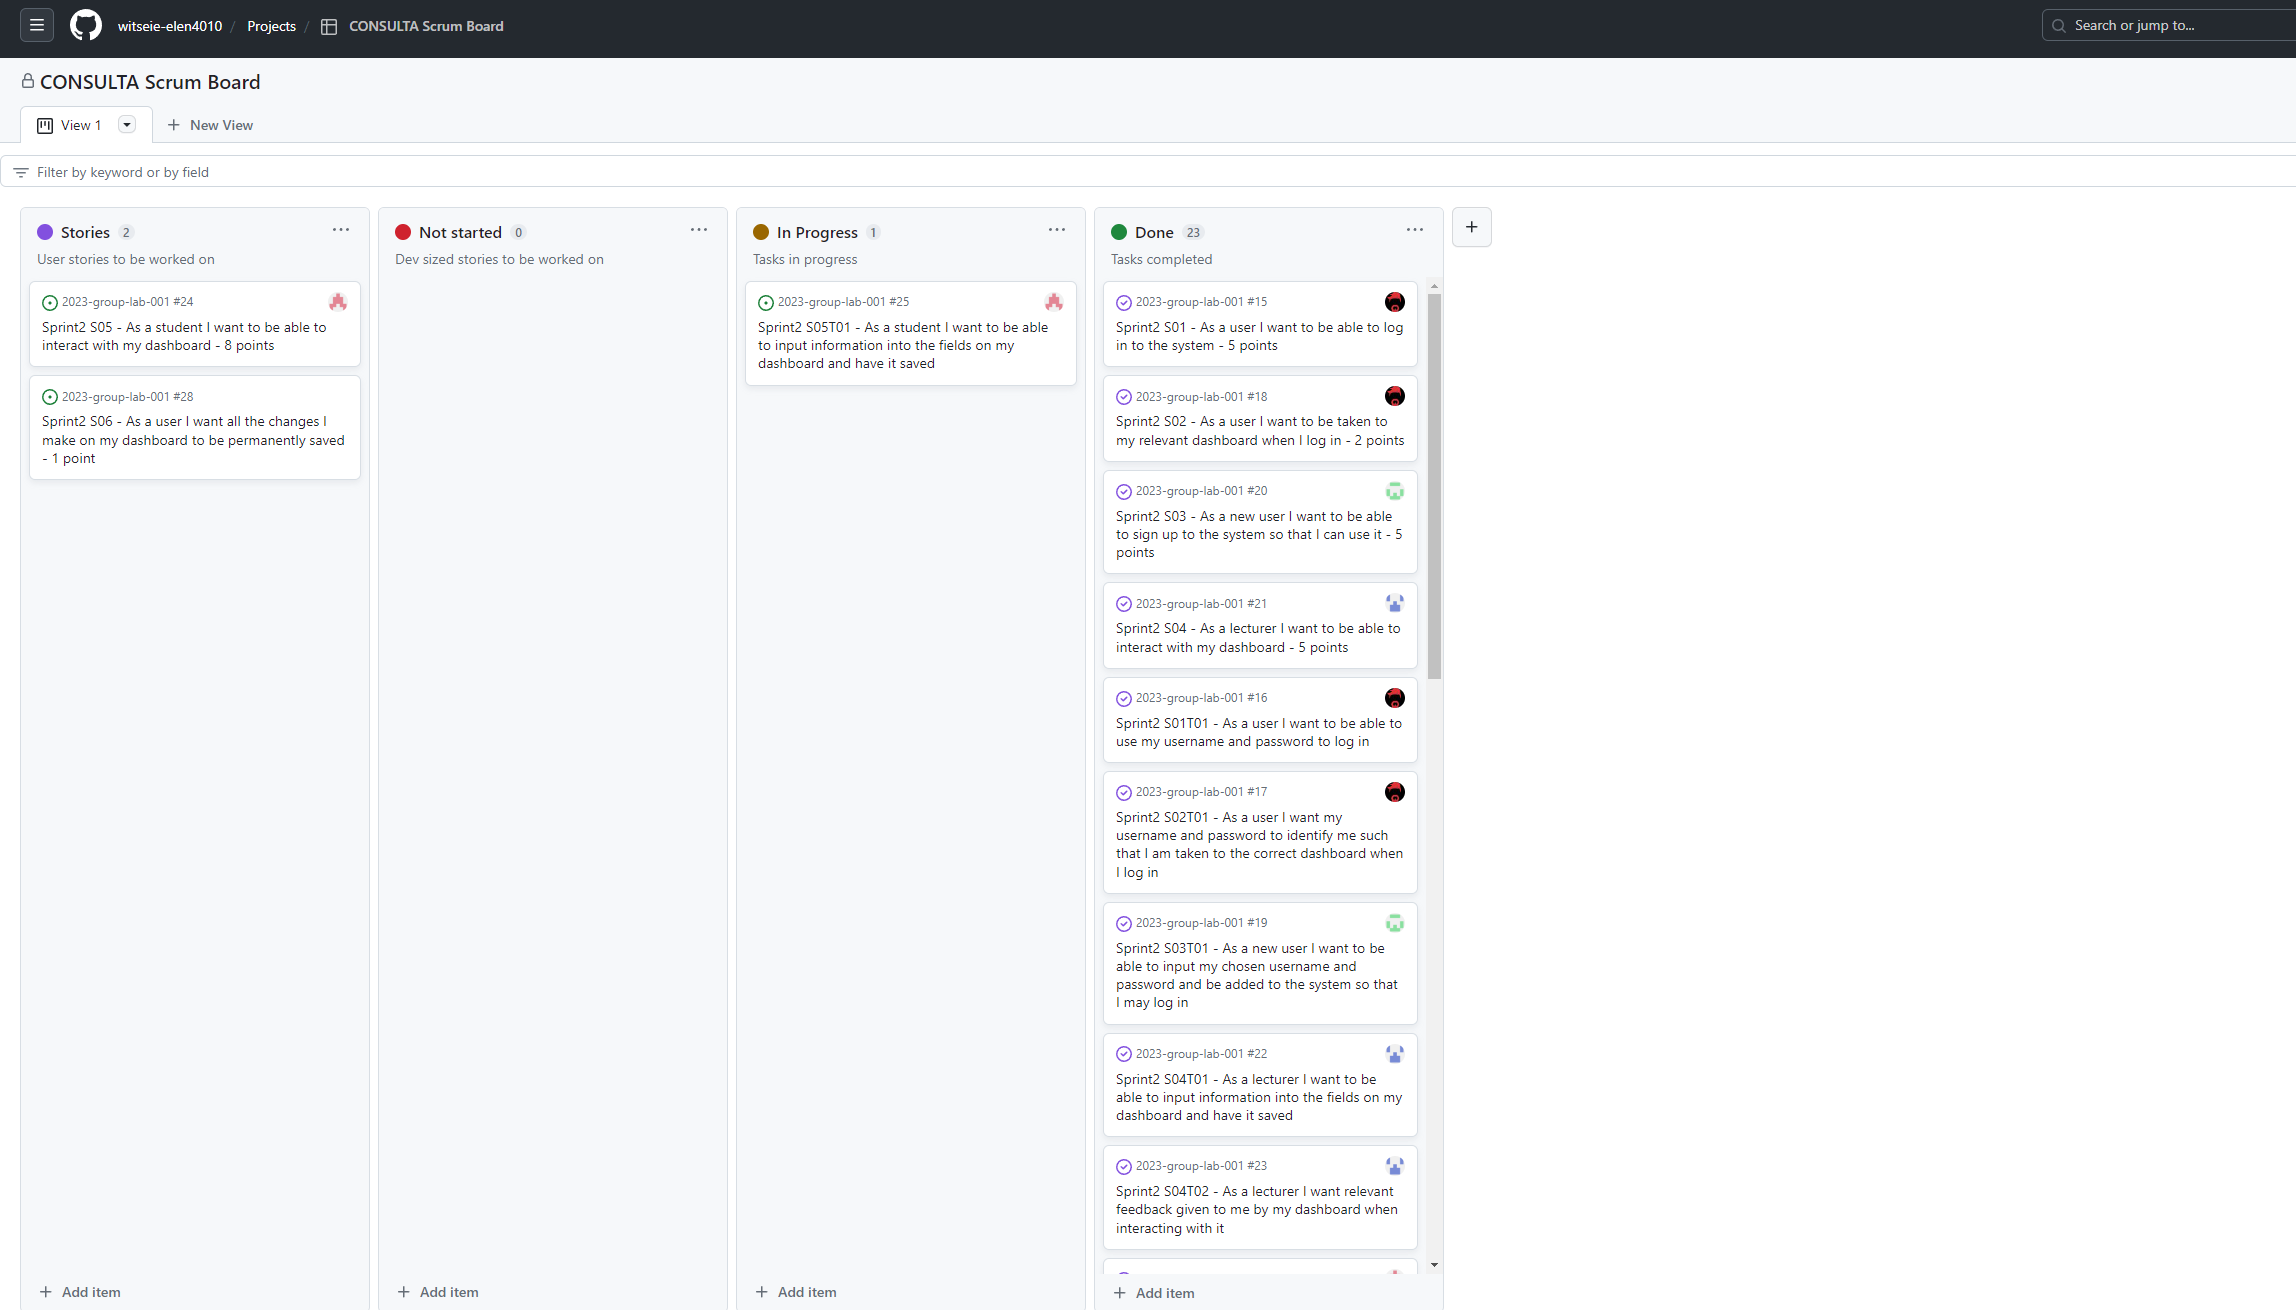 witseie-elen4010 / Projects / CONSULTA Scrum Board
Search or jump to...
CONSULTA Scrum Board
View 1
New View
Filter by keyword or by field
Stories 2
User stories to be worked on
2023-group-lab-001 #24
Sprint2 S05 - As a student I want to be able to
interact with my dashboard - 8 points
2023-group-lab-001 #28
Sprint2 S06 - As a user I want all the changes I
make on my dashboard to be permanently saved
- 1 point
Add item
Not started 0
Dev sized stories to be worked on
Add item
In Progress 1
Tasks in progress
2023-group-lab-001 #25
Sprint2 S05T01 - As a student I want to be able
to input information into the fields on my
dashboard and have it saved
Add item
Done 23
Tasks completed
2023-group-lab-001 #15
Sprint2 S01 - As a user I want to be able to log
in to the system - 5 points
2023-group-lab-001 #18
Sprint2 S02 - As a user I want to be taken to
my relevant dashboard when I log in - 2 points
2023-group-lab-001 #20
Sprint2 S03 - As a new user I want to be able
to sign up to the system so that I can use it - 5
points
2023-group-lab-001 #21
Sprint2 S04 - As a lecturer I want to be able to
interact with my dashboard - 5 points
2023-group-lab-001 #16
Sprint2 S01T01 - As a user I want to be able to
use my username and password to log in
2023-group-lab-001 #17
Sprint2 S02T01 - As a user I want my
username and password to identify me such
that I am taken to the correct dashboard when
I log in
2023-group-lab-001 #19
Sprint2 S03T01 - As a new user I want to be
able to input my chosen username and
password and be added to the system so that
I may log in
2023-group-lab-001 #22
Sprint2 S04T01 - As a lecturer I want to be
able to input information into the fields on my
dashboard and have it saved
2023-group-lab-001 #23
Sprint2 S04T02 - As a lecturer I want relevant
feedback given to me by my dashboard when
interacting with it
Add item